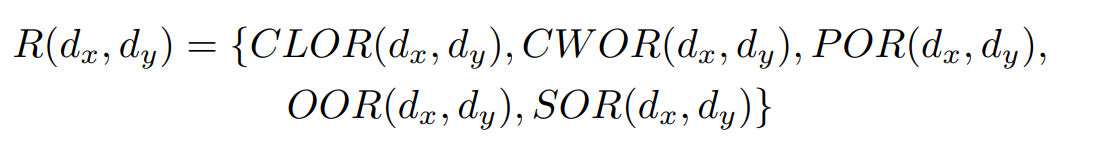 R(d_x, d_y) = {CLOR(d_x, d_y), CWOR(d_x, d_y), POR(d_x, d_y),
OOR(d_x, d_y), SOR(d_x, d_y)}